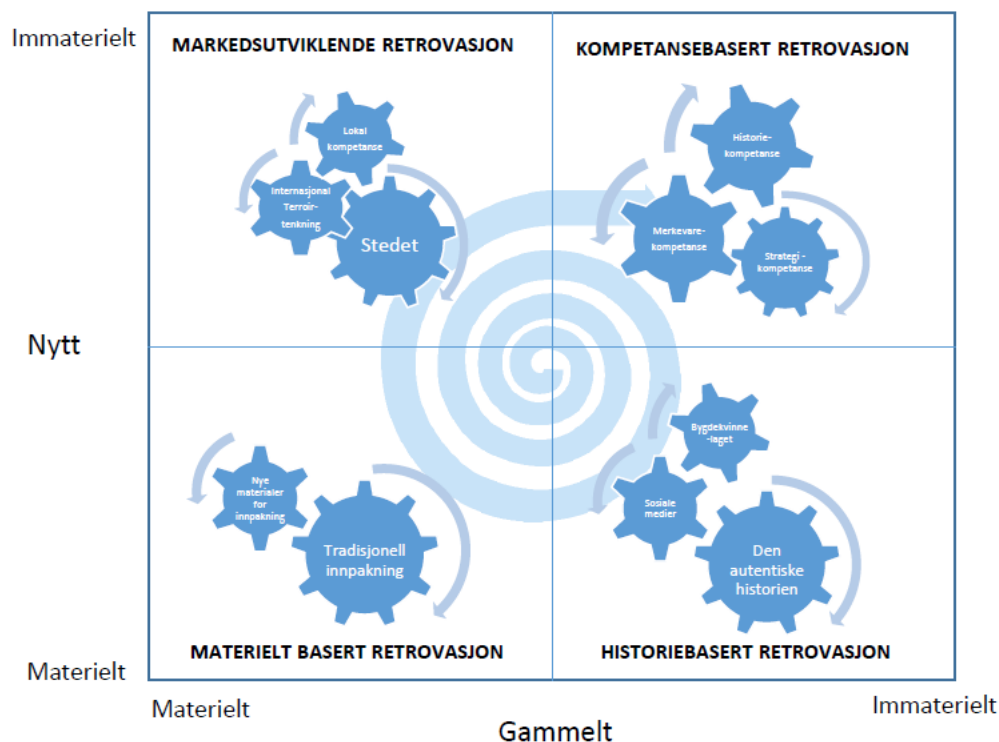 Immaterielt
MARKEDSUTVIKLENDE RETROVASJON
KOMPETANSEBASERT RETROVASJON
Lokal
kompetanse
Internasjonal
Terroir-
tenkning
Stedet
Historie-
kompetanse
Merkevare-
kompetanse
Strategi -
kompetanse
Nytt
Nye
materialer
for
innpakning
Tradisjonell
innpakning
Bygdekvinne
-laget
Sosiale
medier
Den
autentiske
historien
MATERIELT BASERT RETROVASJON
HISTORIEBASERT RETROVASJON
Materielt
Materielt
Immaterielt
Gammelt